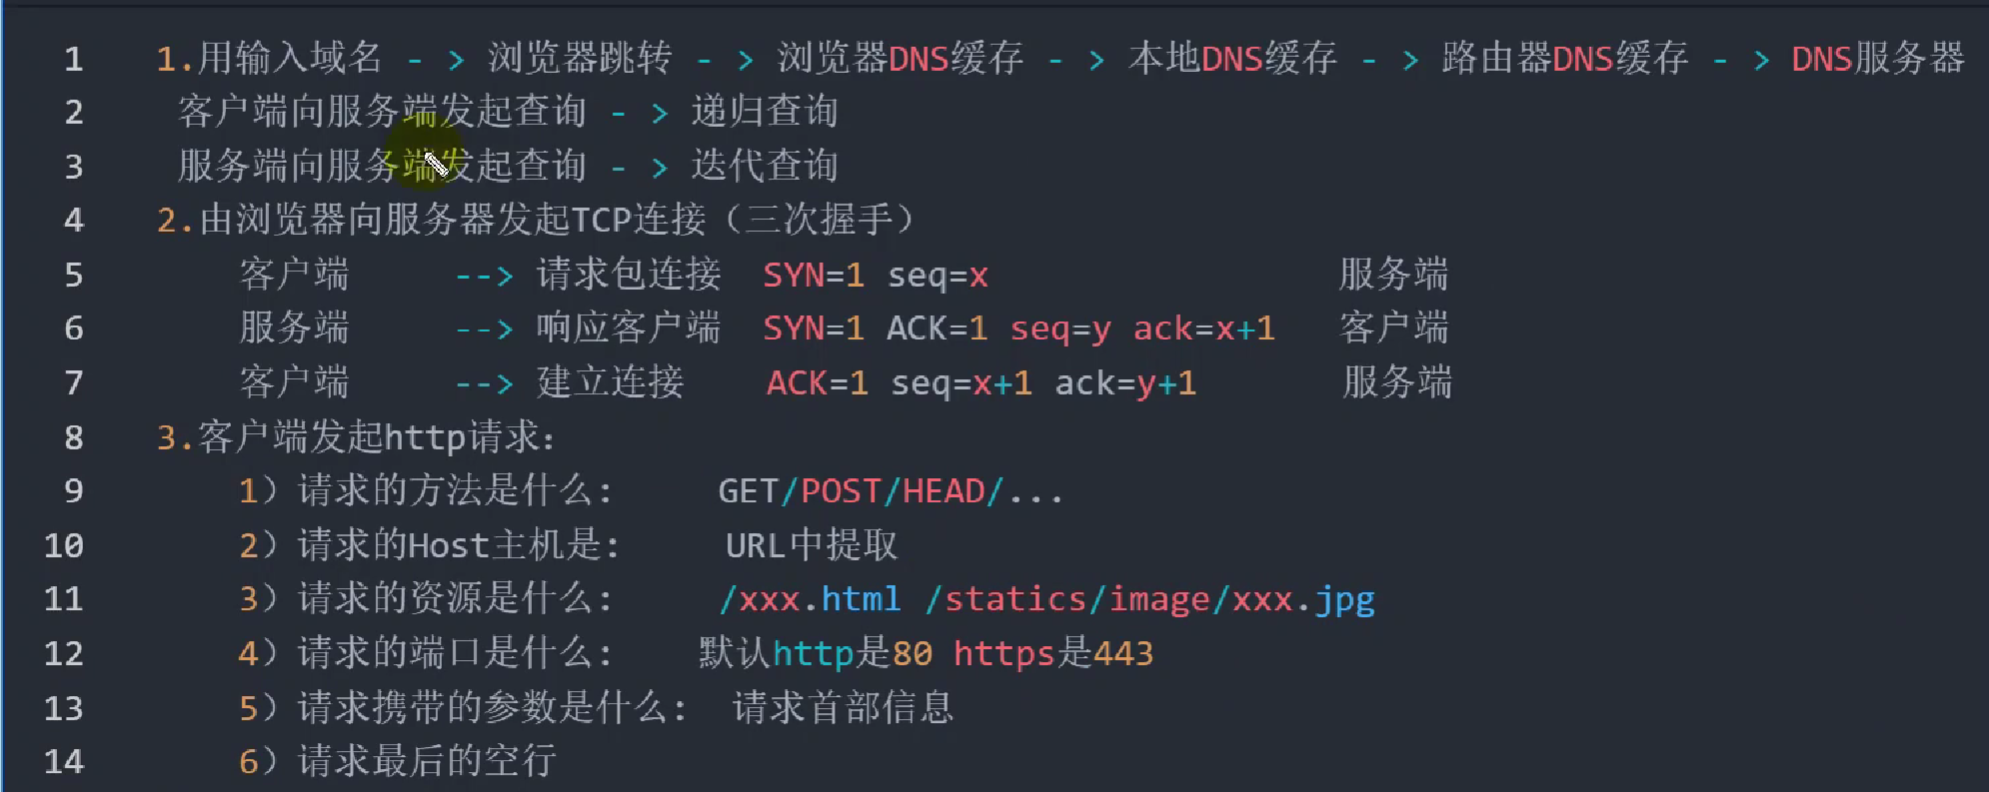 1 1.用输入域名 - > 浏览器跳转 - > 浏览器DNS缓存 - > 本地DNS缓存 - > 路由器DNS缓存 - > DNS服务器
2 客户端向服务端发起查询 - > 递归查询
3 服务端向服务端发起查询 - > 迭代查询
4 2.由浏览器向服务器发起TCP连接（三次握手）
5 客户端 --> 请求包连接 SYN=1 seq=x 服务端
6 服务端 --> 响应客户端 SYN=1 ACK=1 seq=y ack=x+1 客户端
7 客户端 --> 建立连接 ACK=1 seq=x+1 ack=y+1 服务端
8 3.客户端发起http请求：
9 1）请求的方法是什么： GET/POST/HEAD/...
10 2）请求的Host主机是： URL中提取
11 3）请求的资源是什么： /xxx.html /statics/image/xxx.jpg
12 4）请求的端口是什么： 默认http是80 https是443
13 5）请求携带的参数是什么： 请求首部信息
14 6）请求最后的空行